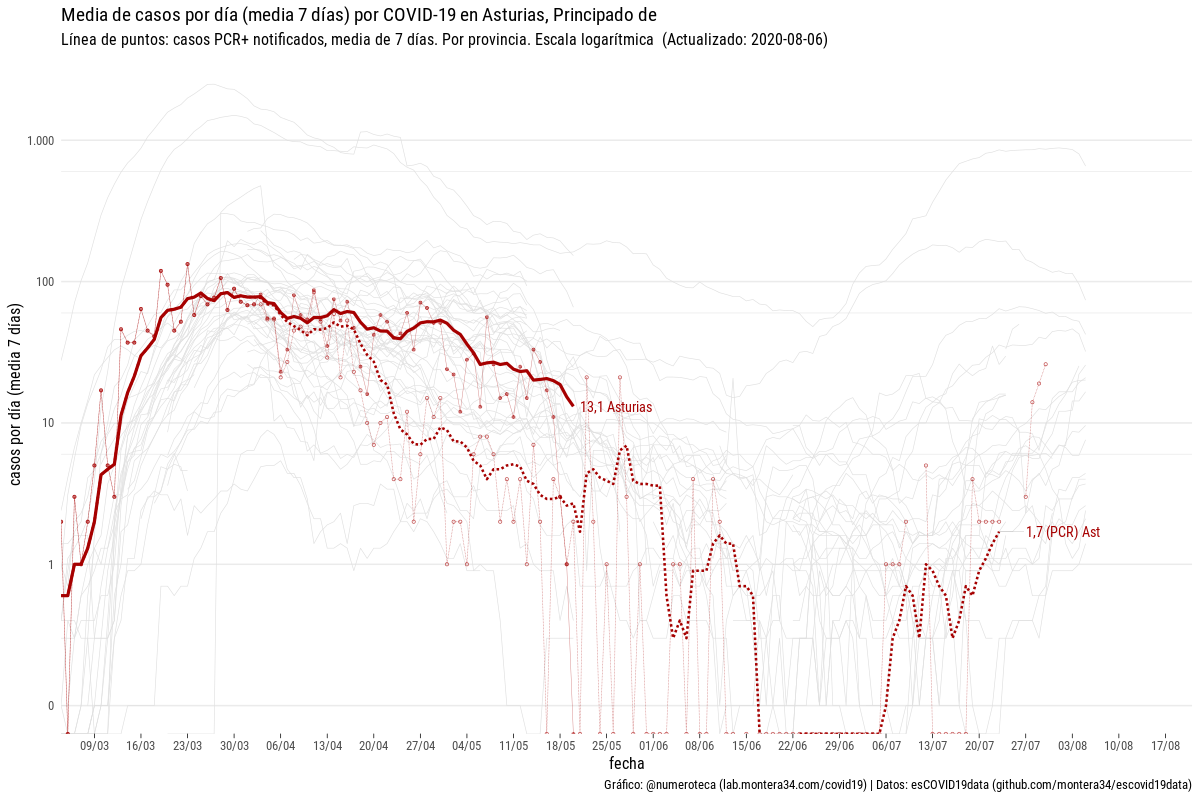 Media de casos por día (media 7 días) por COVID-19 en Asturias, Principado de
Línea de puntos: casos PCR+ notificados, media de 7 días. Por provincia. Escala logarítmica (Actualizado: 2020-08-06)
casos por día (media 7 días)
1.000
100
10
1
0
13,1 Asturias
1,7 (PCR) Ast
09/03 16/03 23/03 30/03 06/04 13/04 20/04 27/04 04/05 11/05 18/05 25/05 01/06 08/06 15/06 22/06 29/06 06/07 13/07 20/07 27/07 03/08 10/08 17/08
fecha
Gráfico: @numeroteca (lab.montera34.com/covid19) | Datos: esCOVID19data (github.com/montera34/escovid19data)